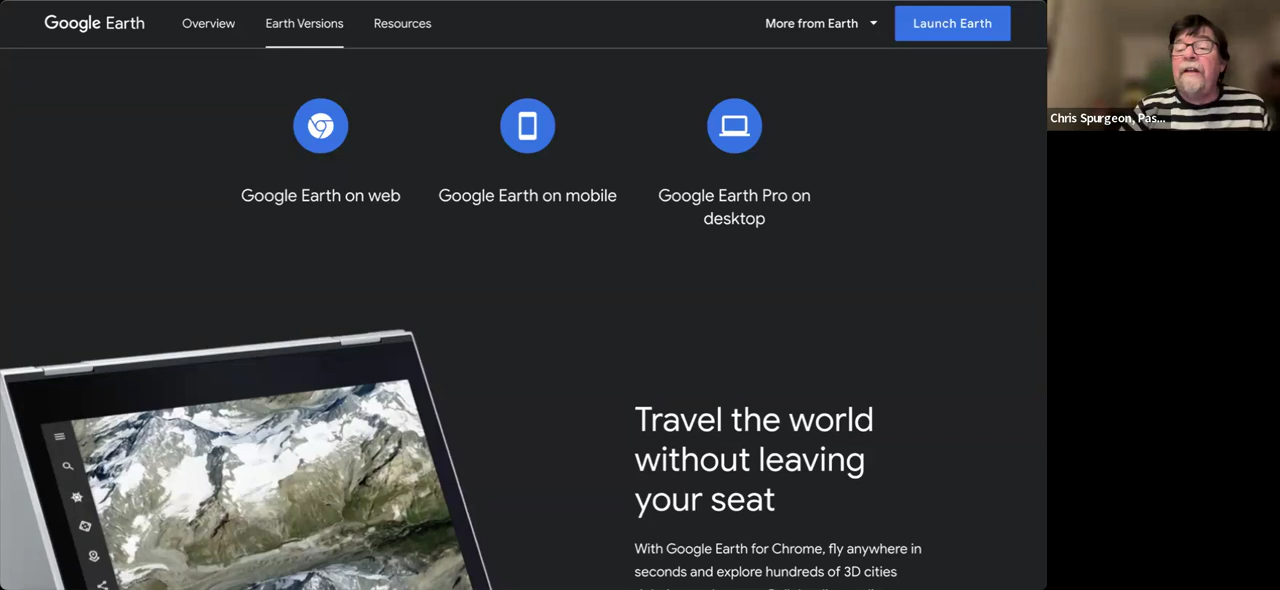 Google Earth
Overview
Earth Versions
Resources
More from Earth
Launch Earth
Chris Spurgeon, Pas...
Google Earth on web
Google Earth on mobile
Google Earth Pro on
desktop
Travel the world
without leaving
your seat
With Google Earth for Chrome, fly anywhere in
seconds and explore hundreds of 3D cities